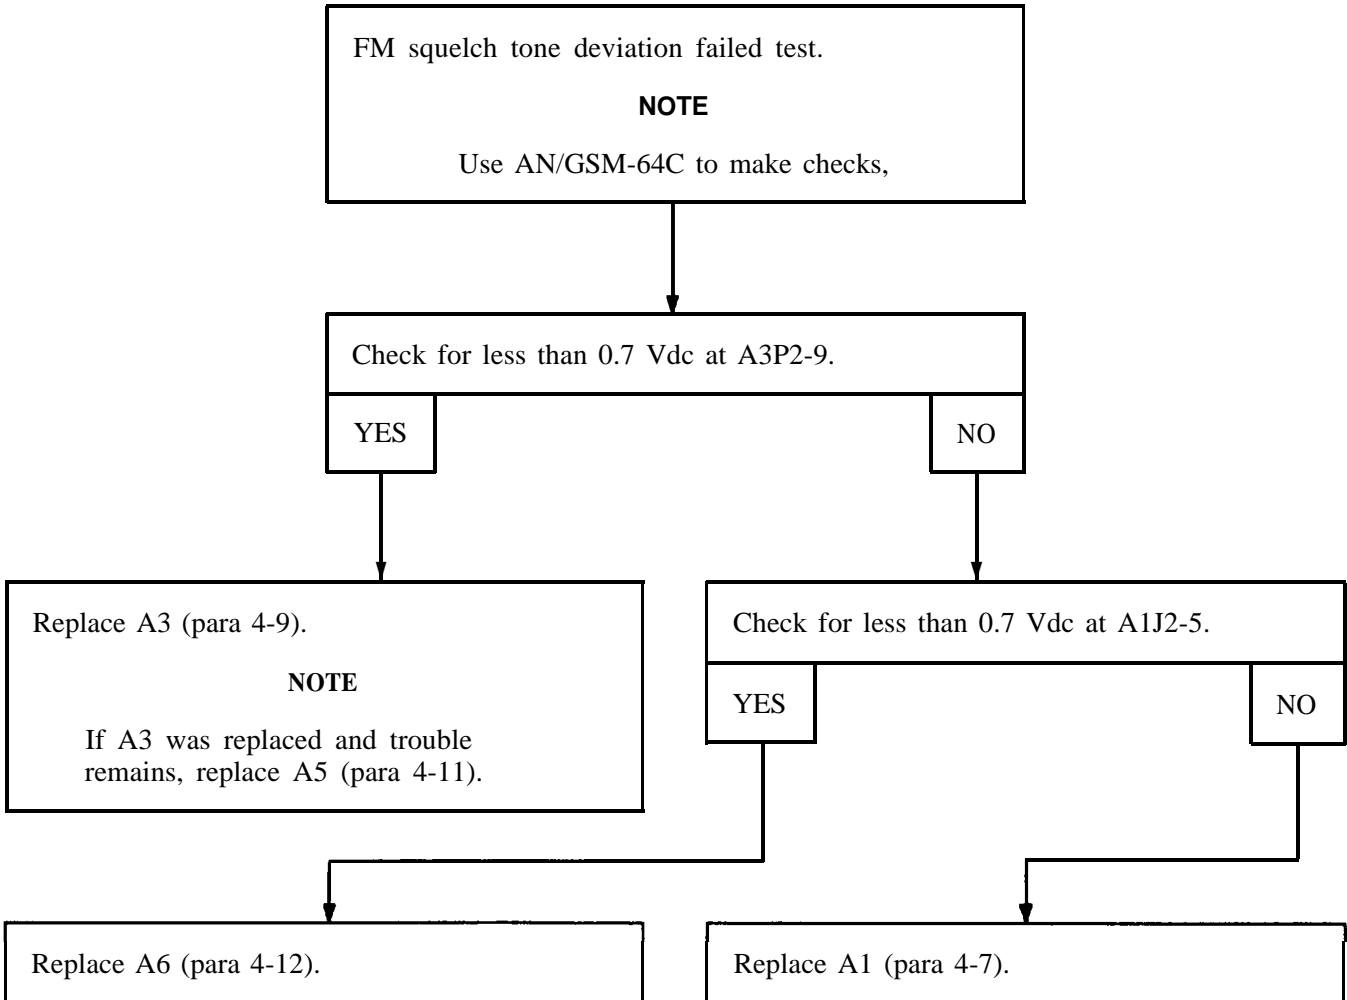 FM squelch tone deviation failed test.
NOTE
Use AN/GSM-64C to make checks,
Check for less than 0.7 Vdc at A3P2-9.
YES
NO
Replace A3 (para 4-9).
NOTE
If A3 was replaced and trouble
remains, replace A5 (para 4-11).
Check for less than 0.7 Vdc at A1J2-5.
YES
NO
Replace A6 (para 4-12).
Replace A1 (para 4-7).